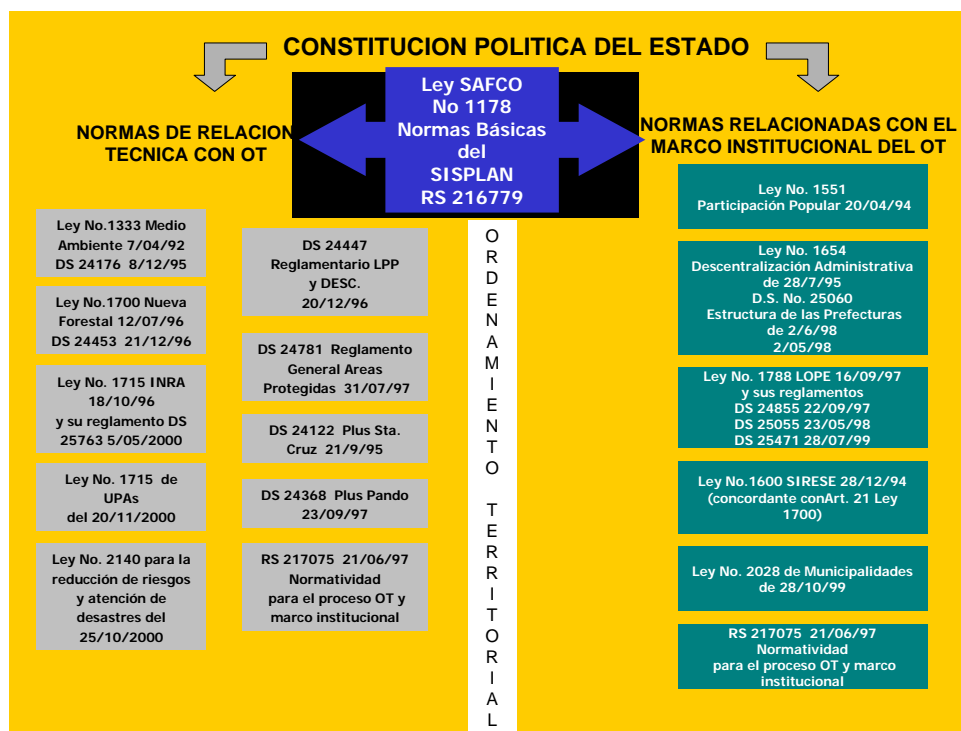 CONSTITUCION POLITICA DEL ESTADO
Ley SAFCO
No 1178
Normas Básicas
del
SISPLAN
RS 216779
NORMAS DE RELACION
TECNICA CON OT
Ley No.1333 Medio
Ambiente 7/04/92
DS 24176 8/12/95
Ley No.1700 Nueva
Forestal 12/07/96
DS 24453 21/12/96
Ley No. 1715 INRA
18/10/96
y su reglamento DS
25763 5/05/2000
Ley No. 1715 de
UPAs
del 20/11/2000
Ley No. 2140 para la
reducción de riesgos
y atención de
desastres del
25/10/2000
DS 24447
Reglamentario LPP
y DESC.
20/12/96
DS 24781 Reglamento
General Areas
Protegidas 31/07/97
DS 24122 Plus Sta.
Cruz 21/9/95
DS 24368 Plus Pando
23/09/97
RS 217075 21/06/97
Normatividad
para el proceso OT y
marco institucional
O
R
D
E
N
A
M
I
E
N
T
O
T
E
R
R
I
T
O
R
I
A
L
NORMAS RELACIONADAS CON EL
MARCO INSTITUCIONAL DEL OT
Ley No. 1551
Participación Popular 20/04/94
Ley No. 1654
Descentralización Administrativa
de 28/7/95
D.S. No. 25060
Estructura de las Prefecturas
de 2/6/98
2/05/98
Ley No. 1788 LOPE 16/09/97
y sus reglamentos
DS 24855 22/09/97
DS 25055 23/05/98
DS 25471 28/07/99
Ley No.1600 SIRESE 28/12/94
(concordante conArt. 21 Ley
1700)
Ley No. 2028 de Municipalidades
de 28/10/99
RS 217075 21/06/97
Normatividad
para el proceso OT y marco
institucional